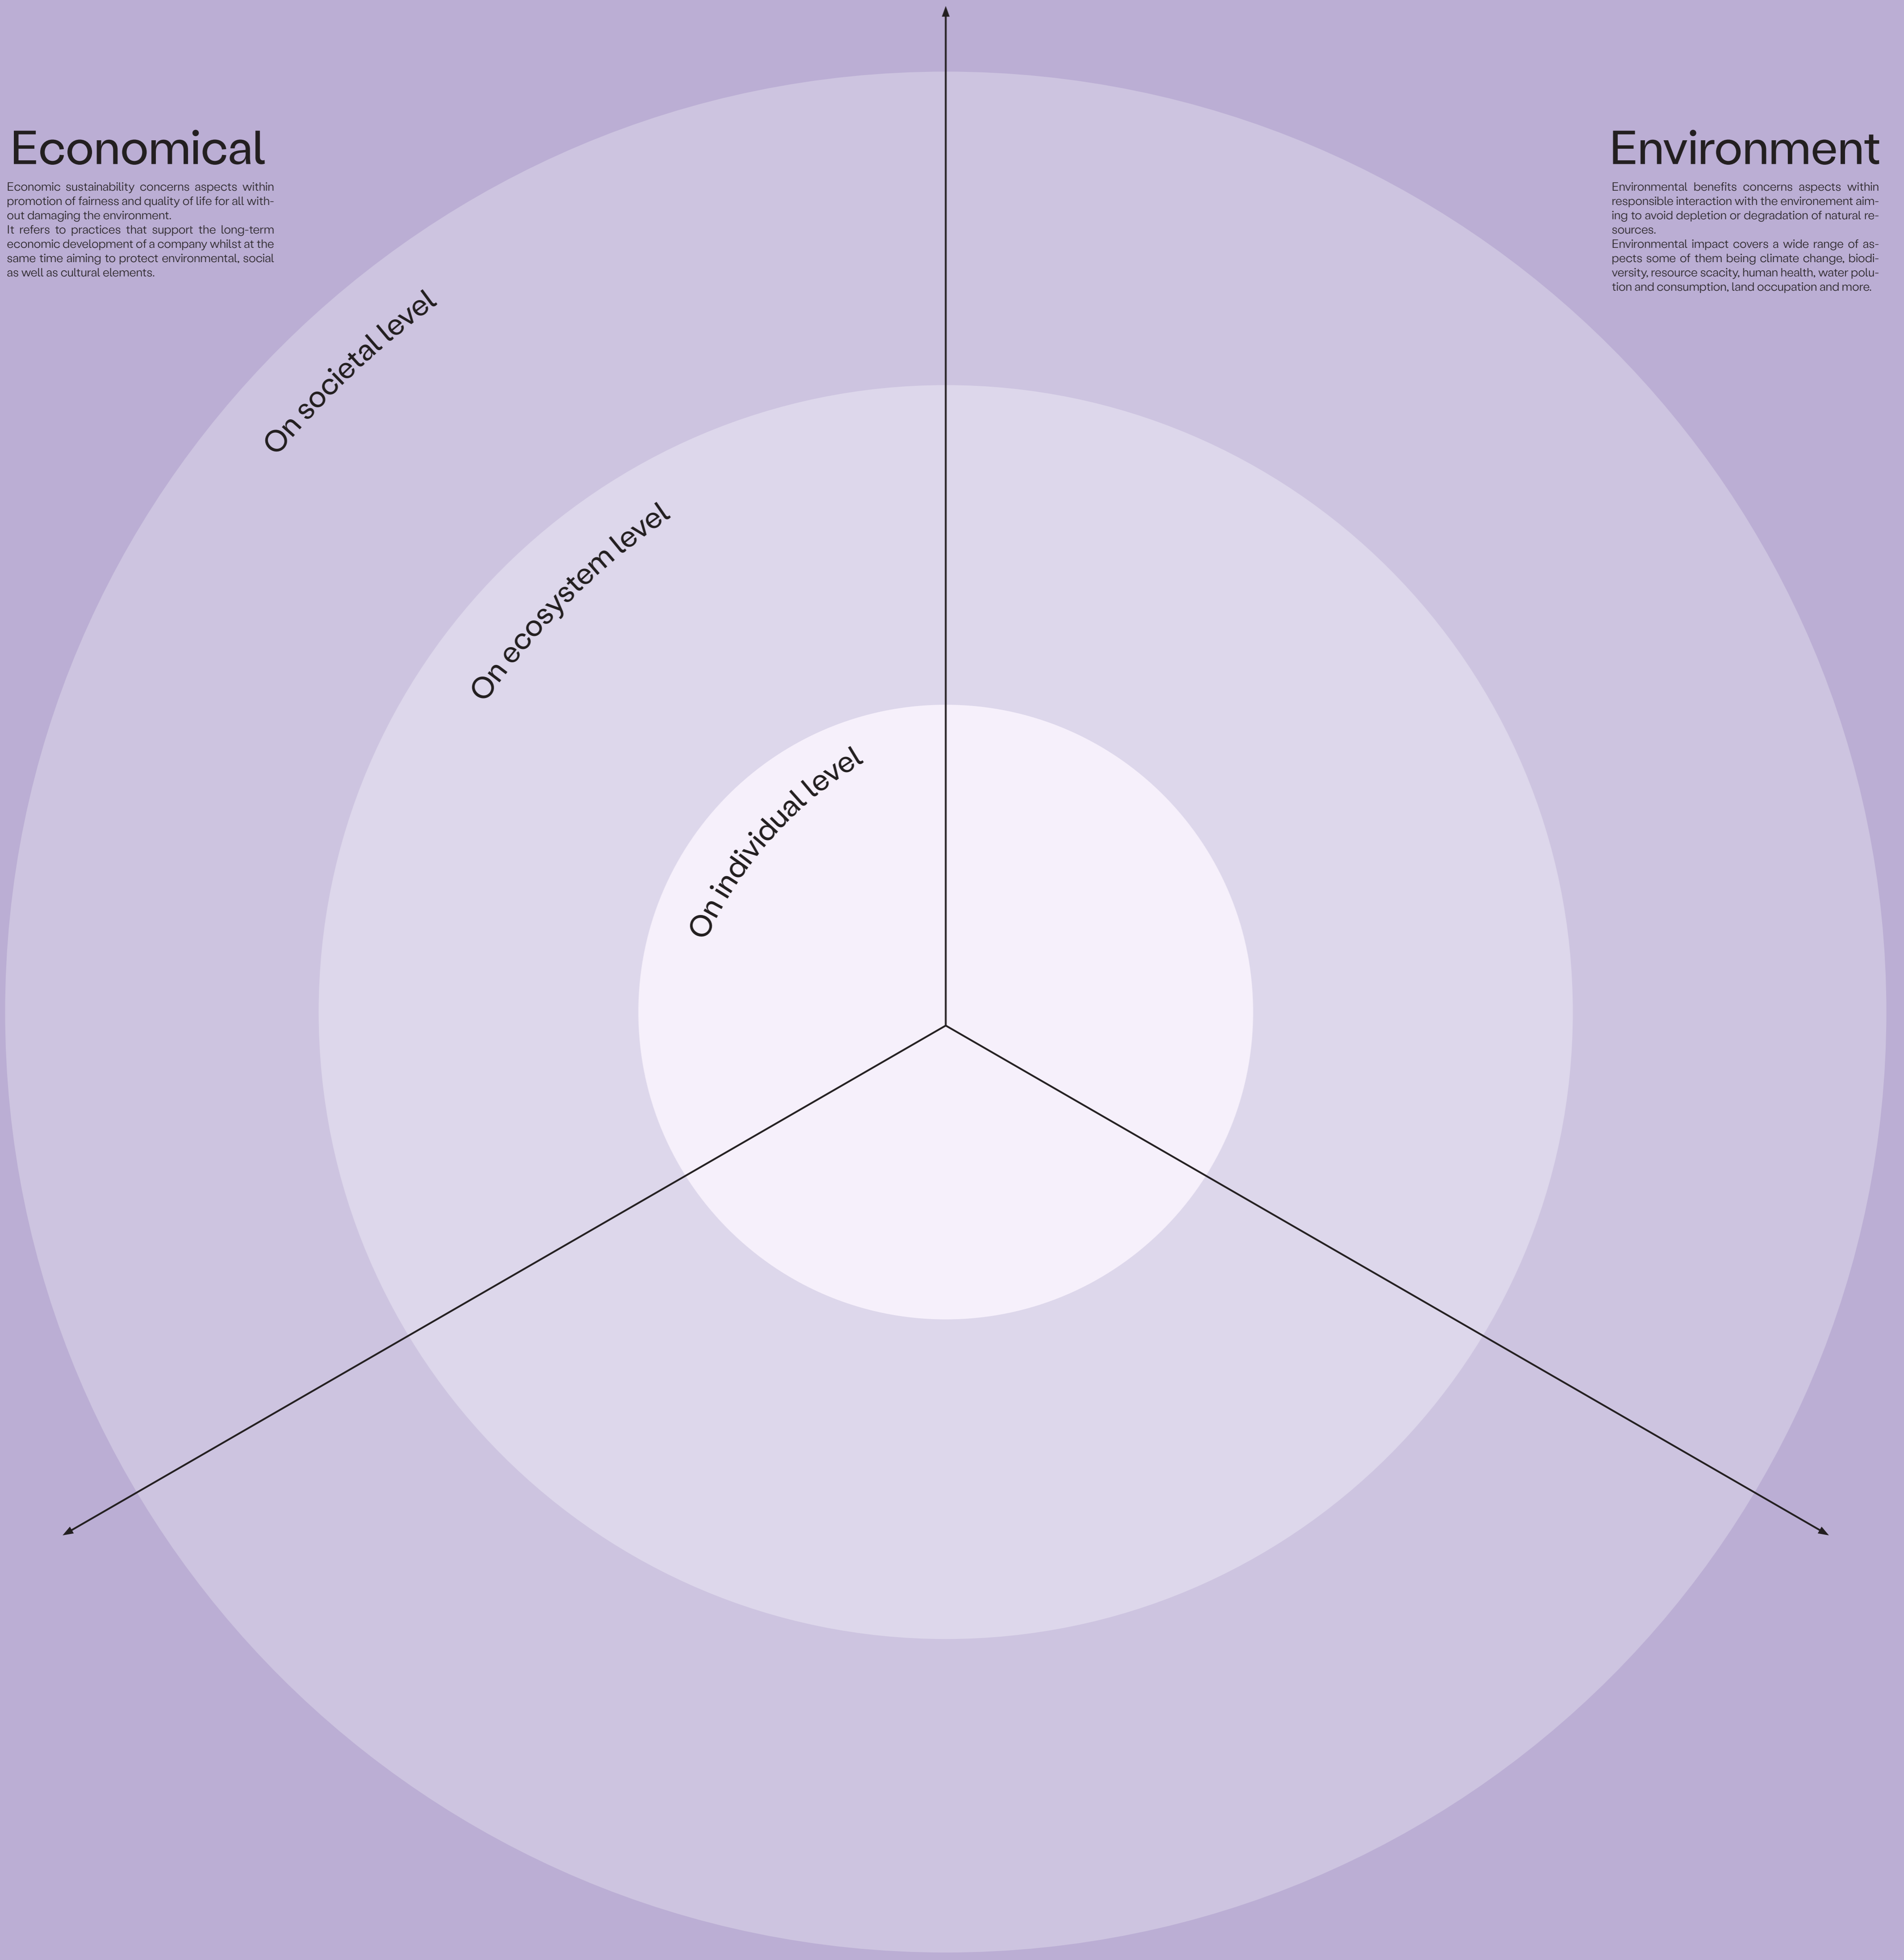 Economical
Economic sustainability concerns aspects within
promotion of fairness and quality of life for all with-
out damaging the environment.
It refers to practices that support the long-term
economic development of a company whilst at the
same time aiming to protect environmental, social
as well as cultural elements.
Environment
Environmental benefits concerns aspects within
responsible interaction with the environement aim-
ing to avoid depletion or degradation of natural re-
sources.
Environmental impact covers a wide range of as-
pects some of them being climate change, biodi-
versity, resource scacity, human health, water polu-
tion and consumption, land occupation and more.
On societal level
On ecosystem level
On individual level